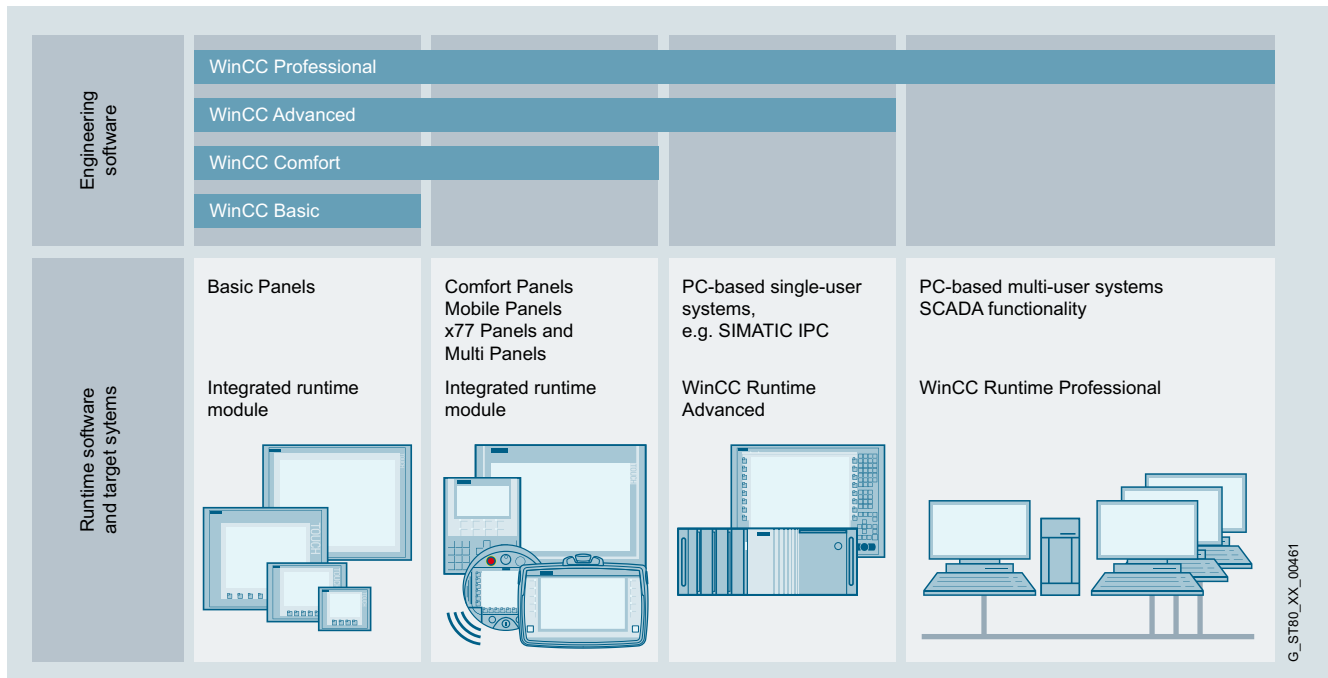 Engineering
software
WinCC Professional
WinCC Advanced
WinCC Comfort
WinCC Basic
Runtime software
and target sytems
Basic Panels
Integrated runtime
module
Comfort Panels
Mobile Panels
x77 Panels and
Multi Panels
Integrated runtime
module
PC-based single-user
systems,
e.g. SIMATIC IPC
WinCC Runtime
Advanced
PC-based multi-user systems
SCADA functionality
WinCC Runtime Professional
TOUCH
G_ST80_XX_00461